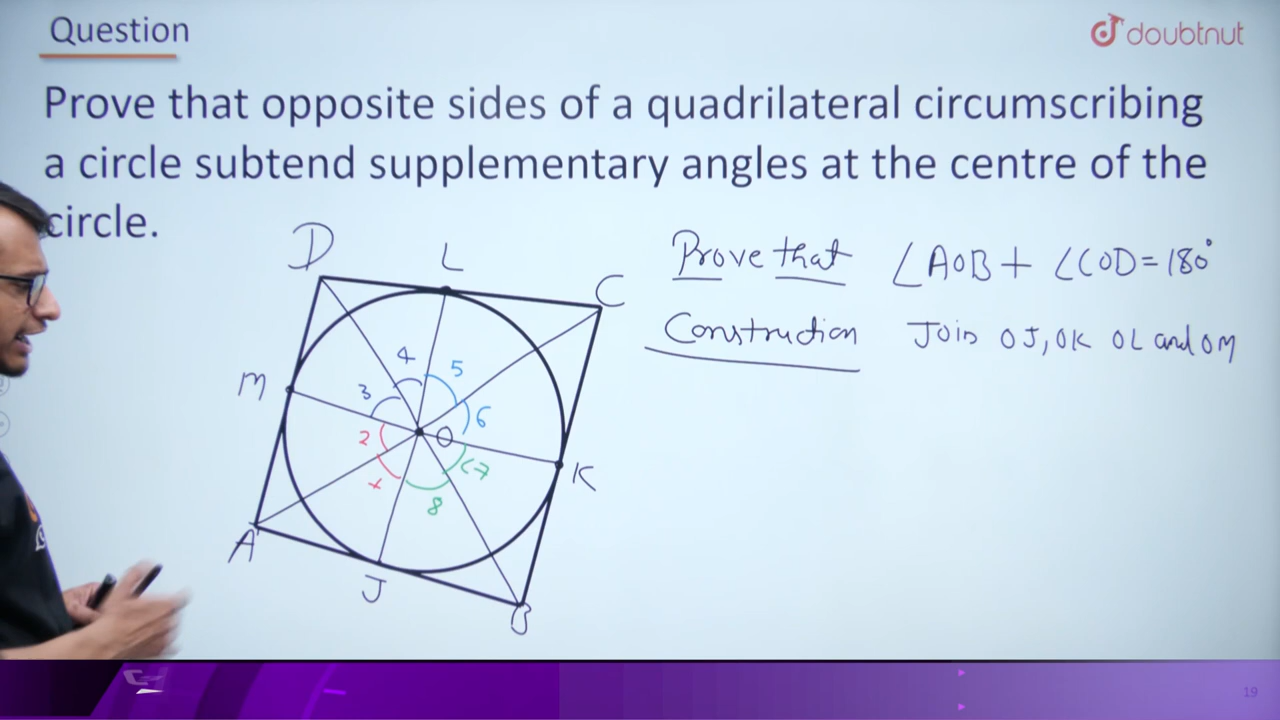 Question
doubtnut
Prove that opposite sides of a quadrilateral circumscribing
a circle subtend supplementary angles at the centre of the
circle.
Prove that ∠AOB + ∠COD = 180°
Construction Join OJ, OK OL and OM
D
L
C
4
5
M
3
6
2
O
7
K
8
A
J
B
19